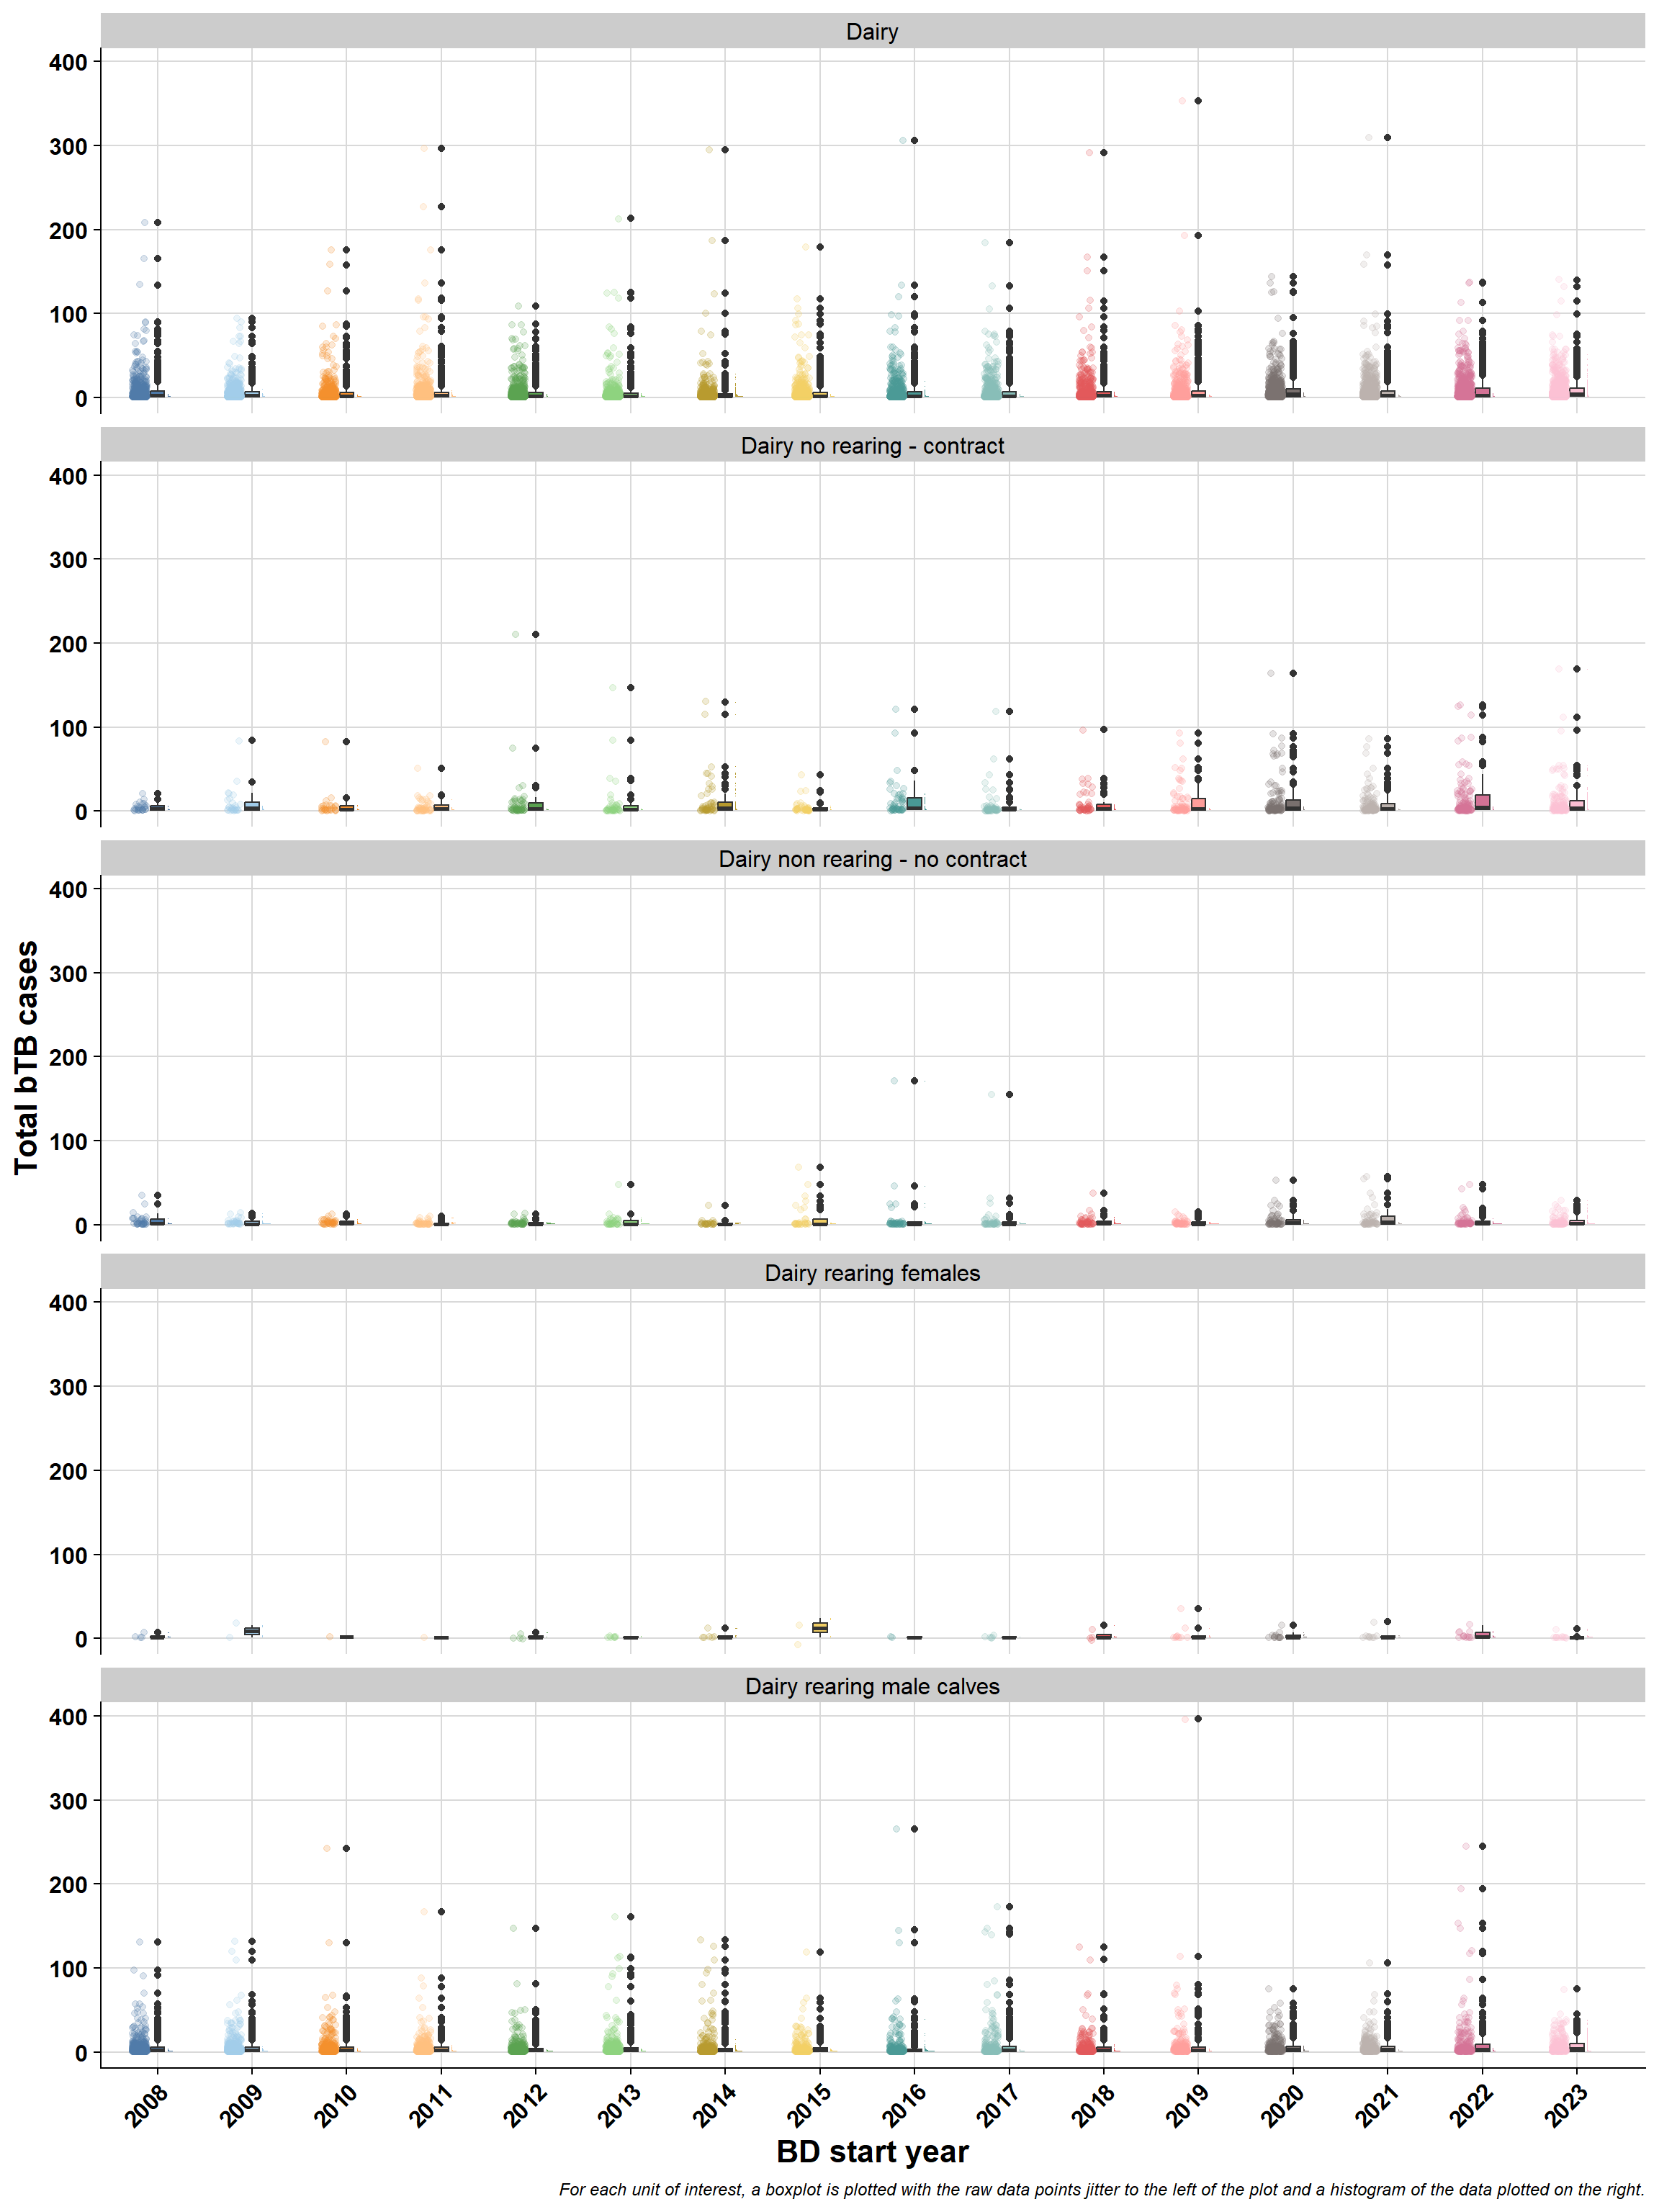 Dairy
400
300
200
100
0
Dairy no rearing - contract
400
300
200
100
0
Dairy non rearing - no contract
400
300
200
100
0
Dairy rearing females
400
300
200
100
0
Dairy rearing male calves
400
300
200
100
0
Total bTB cases
2008 2009 2010 2011 2012 2013 2014 2015 2016 2017 2018 2019 2020 2021 2022 2023
BD start year
For each unit of interest, a boxplot is plotted with the raw data points jitter to the left of the plot and a histogram of the data plotted on the right.